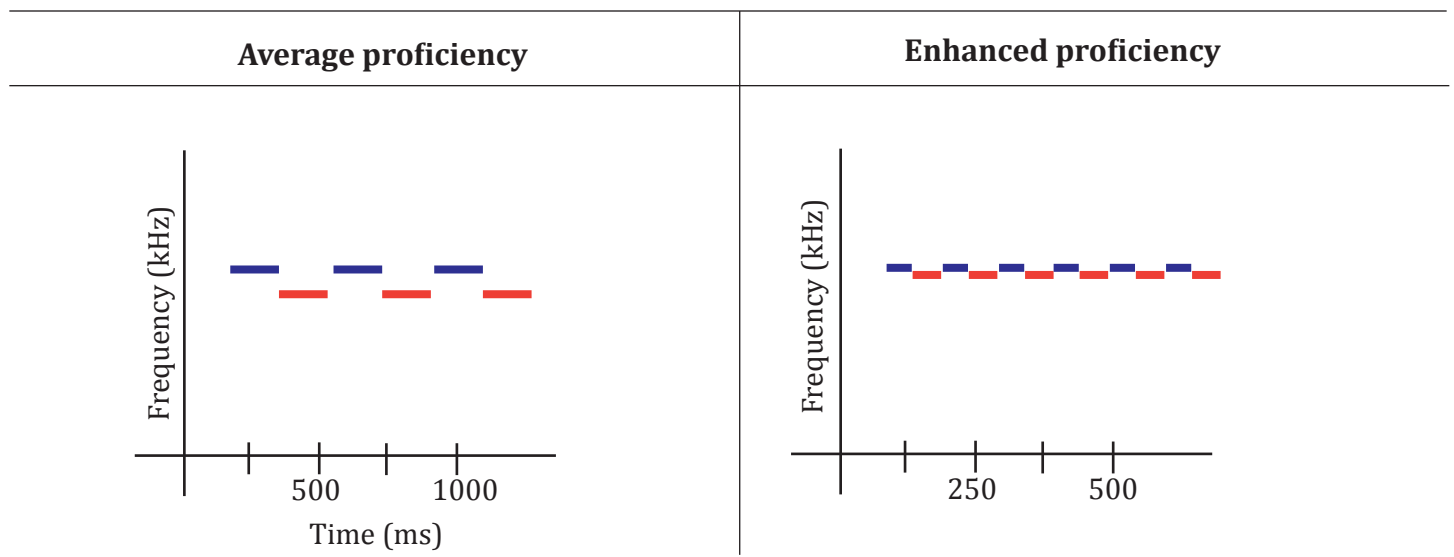 Average proficiency
Enhanced proficiency
Frequency (kHz)
500
1000
Time (ms)
Frequency (kHz)
250
500